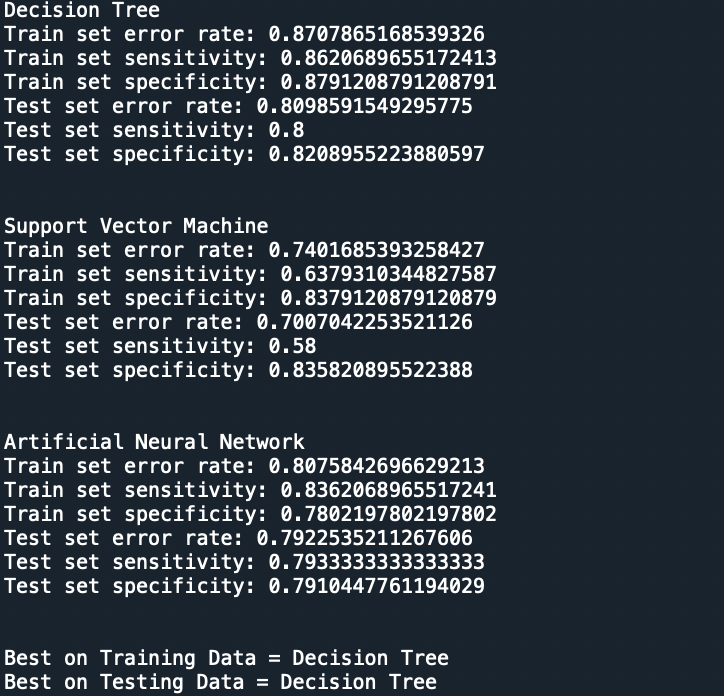 Decision Tree
Train set error rate: 0.8707865168539326
Train set sensitivity: 0.8620689655172413
Train set specificity: 0.8791208791208791
Test set error rate: 0.8098591549295775
Test set sensitivity: 0.8
Test set specificity: 0.8208955223880597
Support Vector Machine
Train set error rate: 0.7401685393258427
Train set sensitivity: 0.6379310344827587
Train set specificity: 0.8379120879120879
Test set error rate: 0.7007042253521126
Test set sensitivity: 0.58
Test set specificity: 0.835820895522388
Artificial Neural Network
Train set error rate: 0.8075842696629213
Train set sensitivity: 0.8362068965517241
Train set specificity: 0.7802197802197802
Test set error rate: 0.7922535211267606
Test set sensitivity: 0.7933333333333333
Test set specificity: 0.7910447761194029
Best on Training Data = Decision Tree
Best on Testing Data = Decision Tree